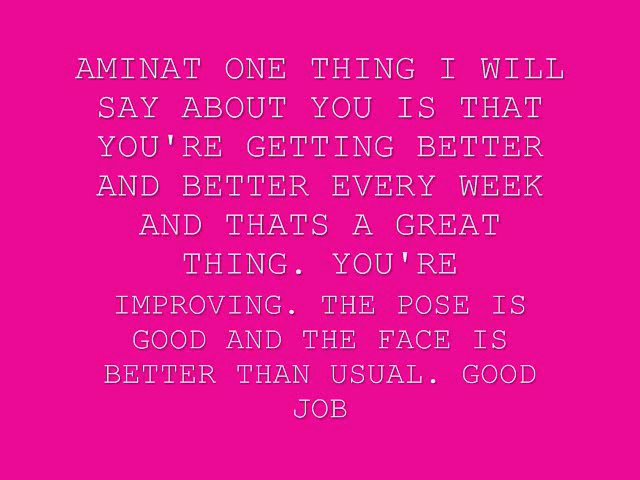 AMINAT ONE THING I WILL
SAY ABOUT YOU IS THAT
YOU'RE GETTING BETTER
AND BETTER EVERY WEEK
AND THATS A GREAT
THING. YOU'RE
IMPROVING. THE POSE IS
GOOD AND THE FACE IS
BETTER THAN USUAL. GOOD
JOB